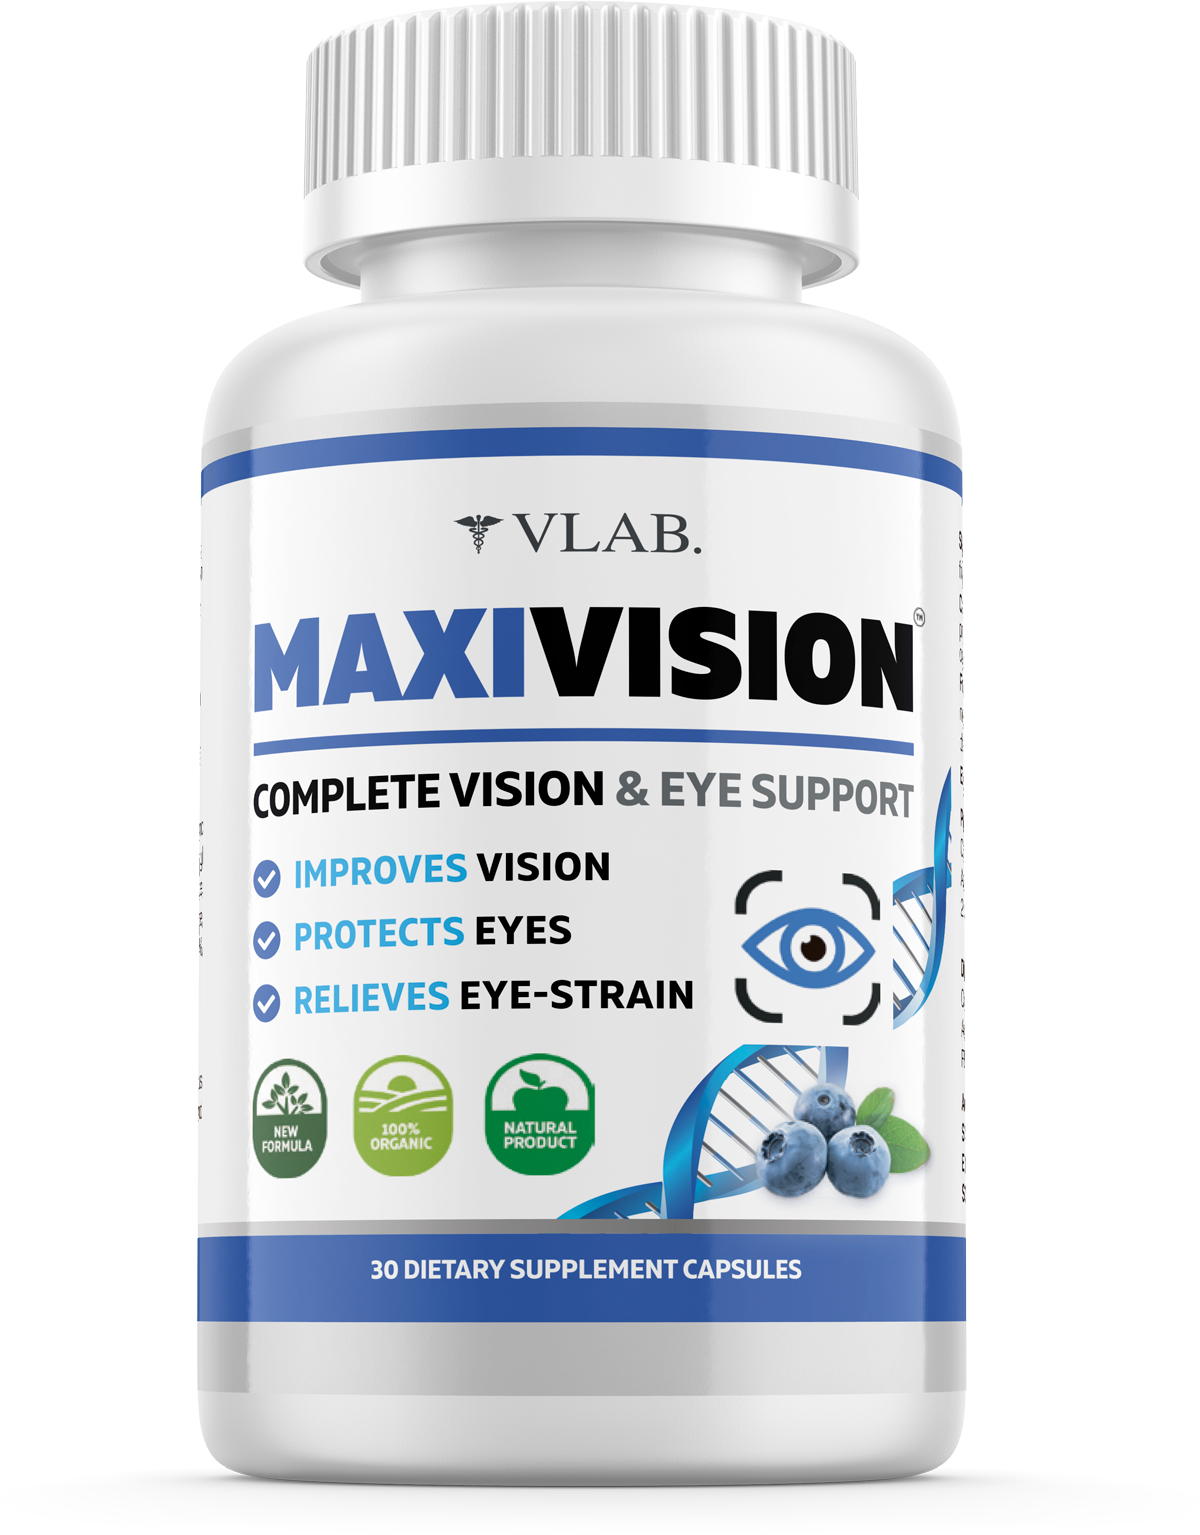 VLAB.
MAXIVISION™
COMPLETE VISION & EYE SUPPORT
IMPROVES VISION
PROTECTS EYES
RELIEVES EYE-STRAIN
NEW
FORMULA
100%
ORGANIC
NATURAL
PRODUCT
30 DIETARY SUPPLEMENT CAPSULES